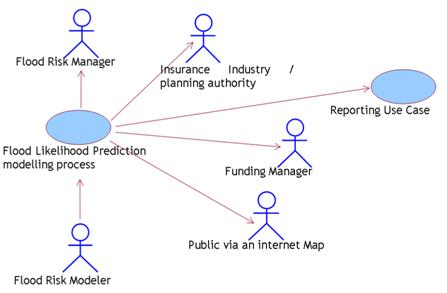 Flood Risk Manager
Insurance Industry /
planning authority
Reporting Use Case
Flood Likelihood Prediction
modelling process
Funding Manager
Public via an internet Map
Flood Risk Modeler